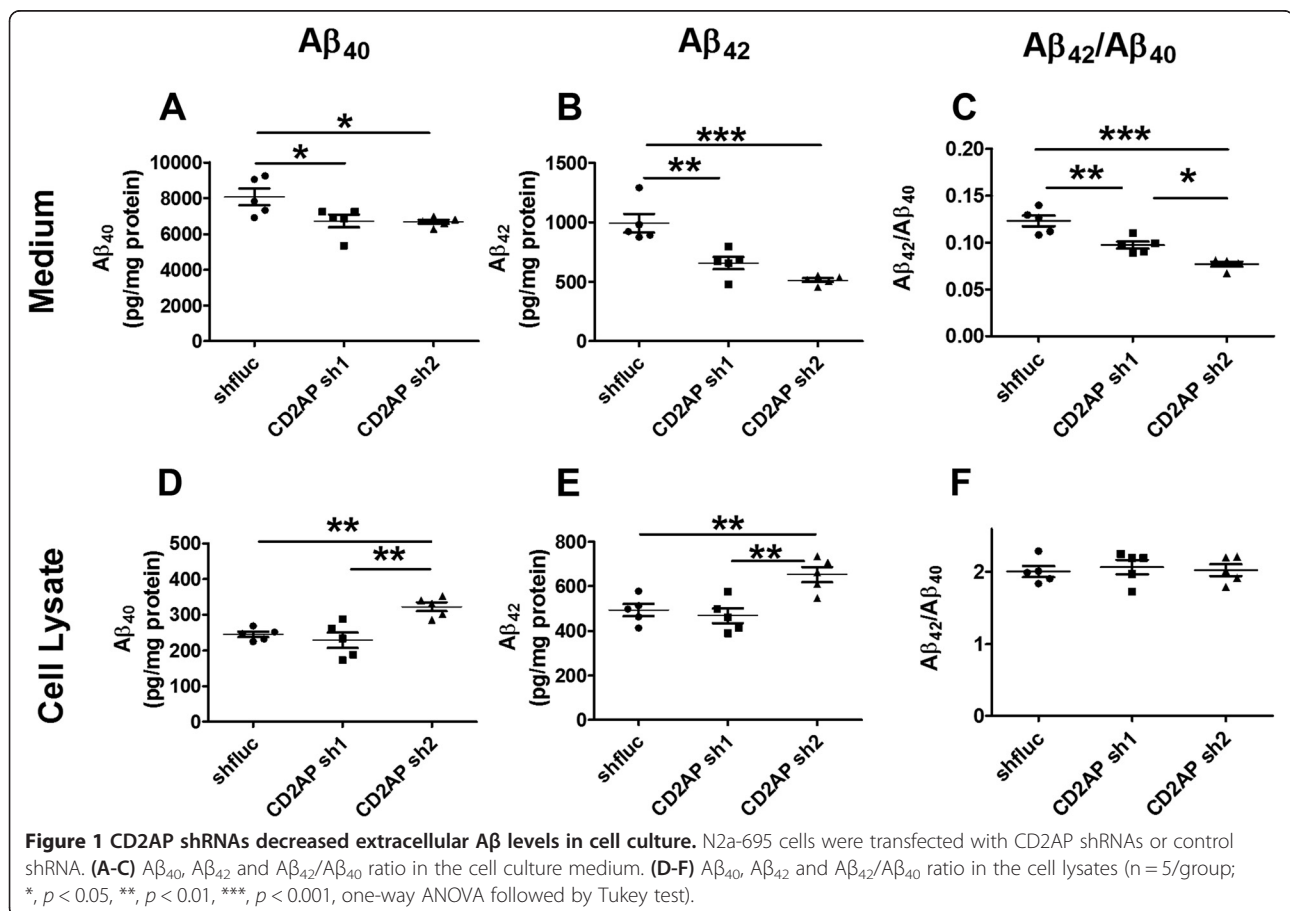 Aβ40 Aβ42 Aβ42/Aβ40
Medium
A
* 
*
10000
8000
6000
4000
2000
0
Aβ40
(pg/mg protein)
shfluc
CD2AP sh1
CD2AP sh2
B
***
**
1500
1000
500
0
Aβ42
(pg/mg protein)
shfluc
CD2AP sh1
CD2AP sh2
C
***
**
*
0.20
0.15
0.10
0.05
0.00
Aβ42/Aβ40
shfluc
CD2AP sh1
CD2AP sh2
Cell Lysate
D
**
**
500
400
300
200
100
0
Aβ40
(pg/mg protein)
shfluc
CD2AP sh1
CD2AP sh2
E
**
**
800
600
400
200
0
Aβ42
(pg/mg protein)
shfluc
CD2AP sh1
CD2AP sh2
F
2
1
0
Aβ42/Aβ40
shfluc
CD2AP sh1
CD2AP sh2
Figure 1 CD2AP shRNAs decreased extracellular Aβ levels in cell culture. N2a-695 cells were transfected with CD2AP shRNAs or control
shRNA. (A-C) Aβ40, Aβ42 and Aβ42/Aβ40 ratio in the cell culture medium. (D-F) Aβ40, Aβ42 and Aβ42/Aβ40 ratio in the cell lysates (n = 5/group;
*, p < 0.05, **, p < 0.01, ***, p < 0.001, one-way ANOVA followed by Tukey test).